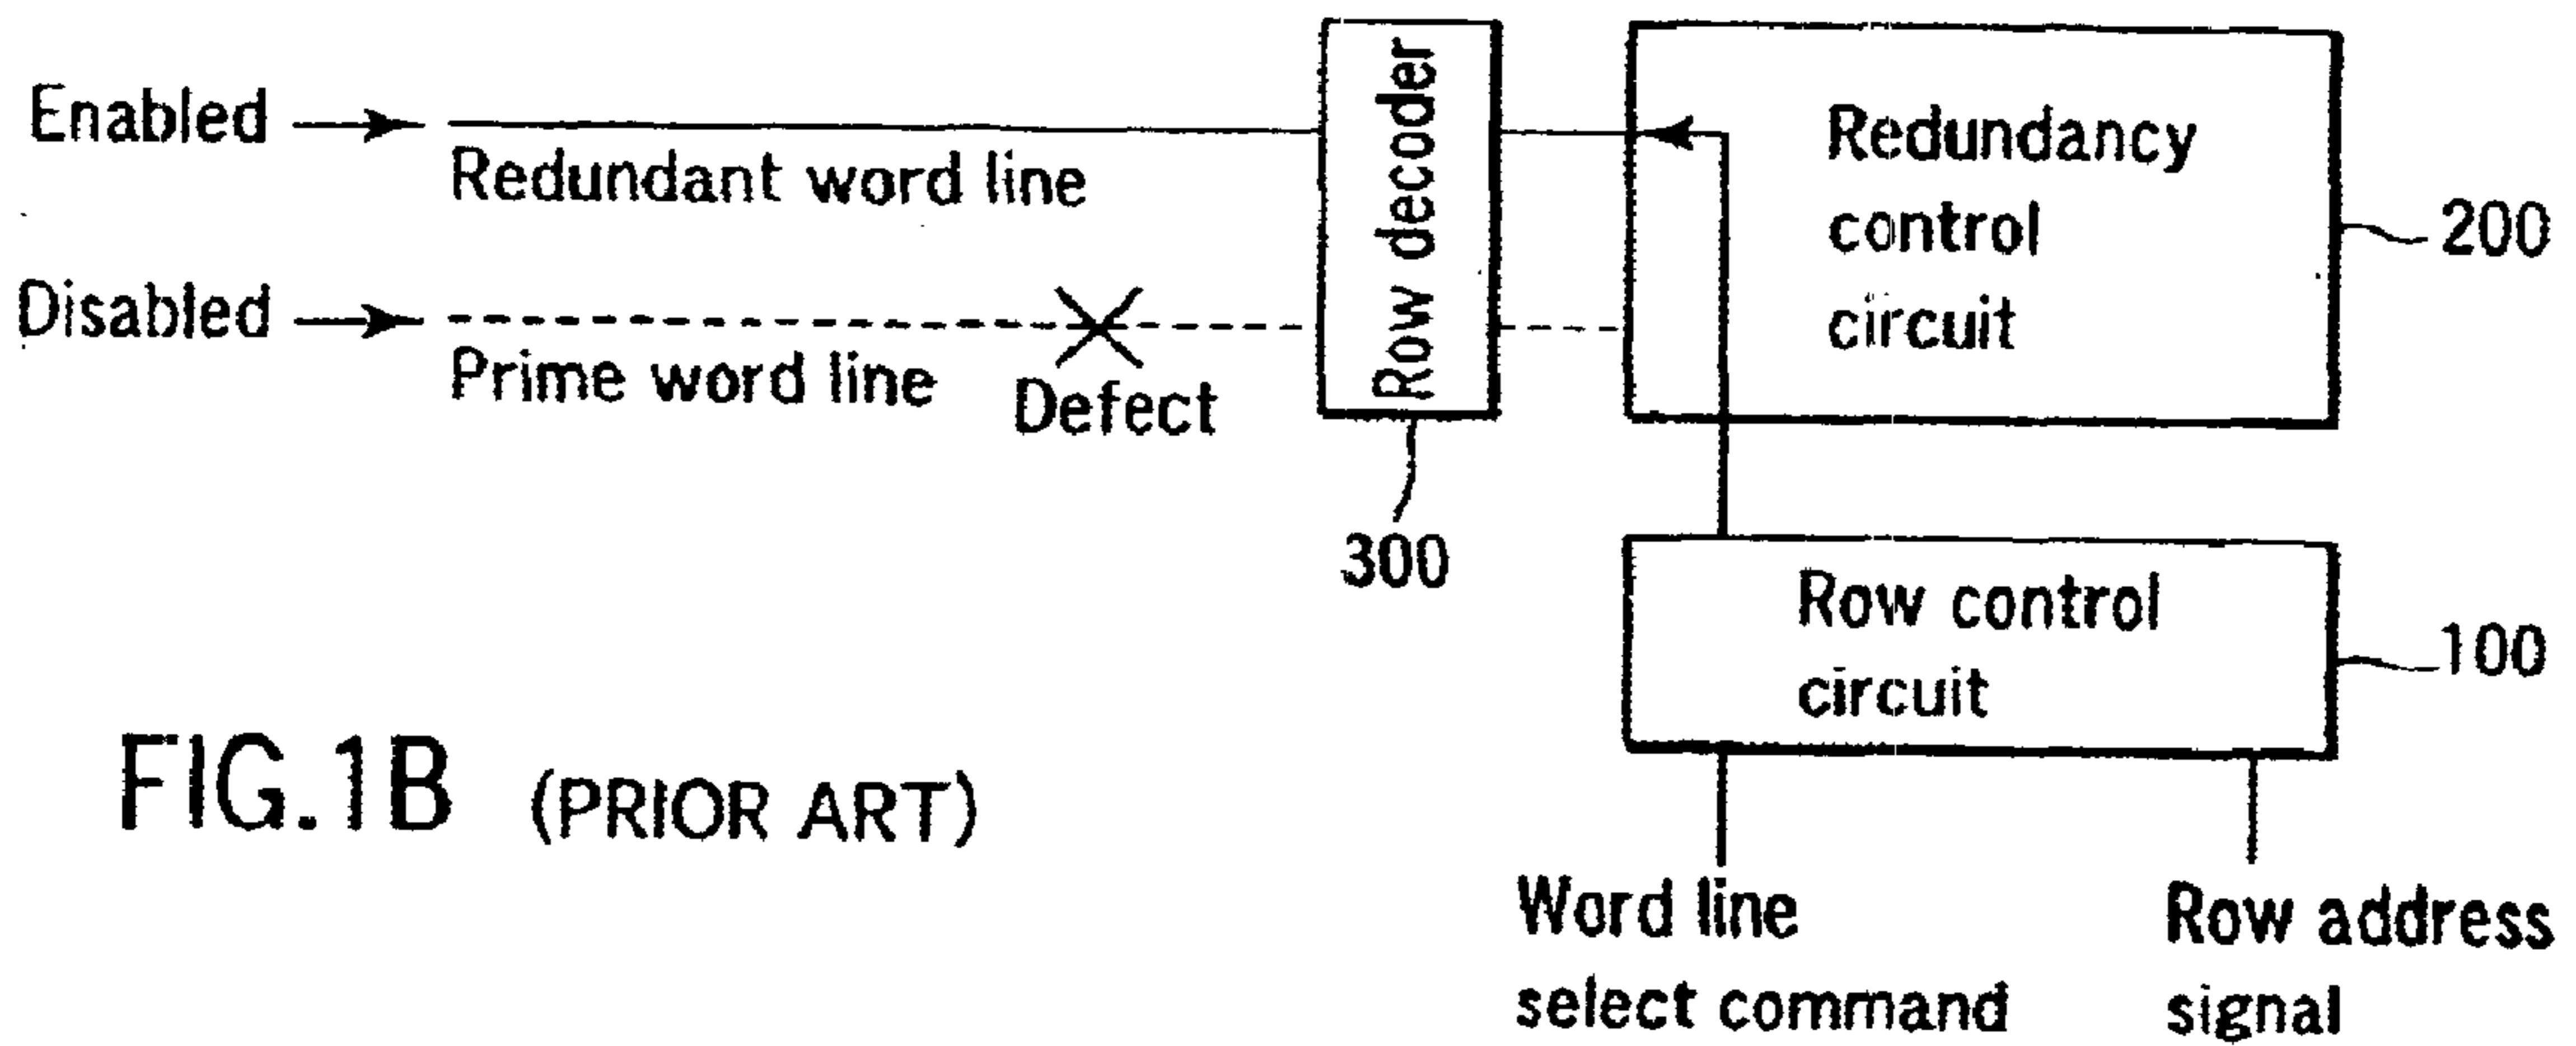 Enabled
Redundant word line
Disabled
Prime word line
Defect
Row decoder
300
Redundancy
control
circuit
200
Row control
circuit
100
Word line
select command
Row address
signal
FIG.1B (PRIOR ART)